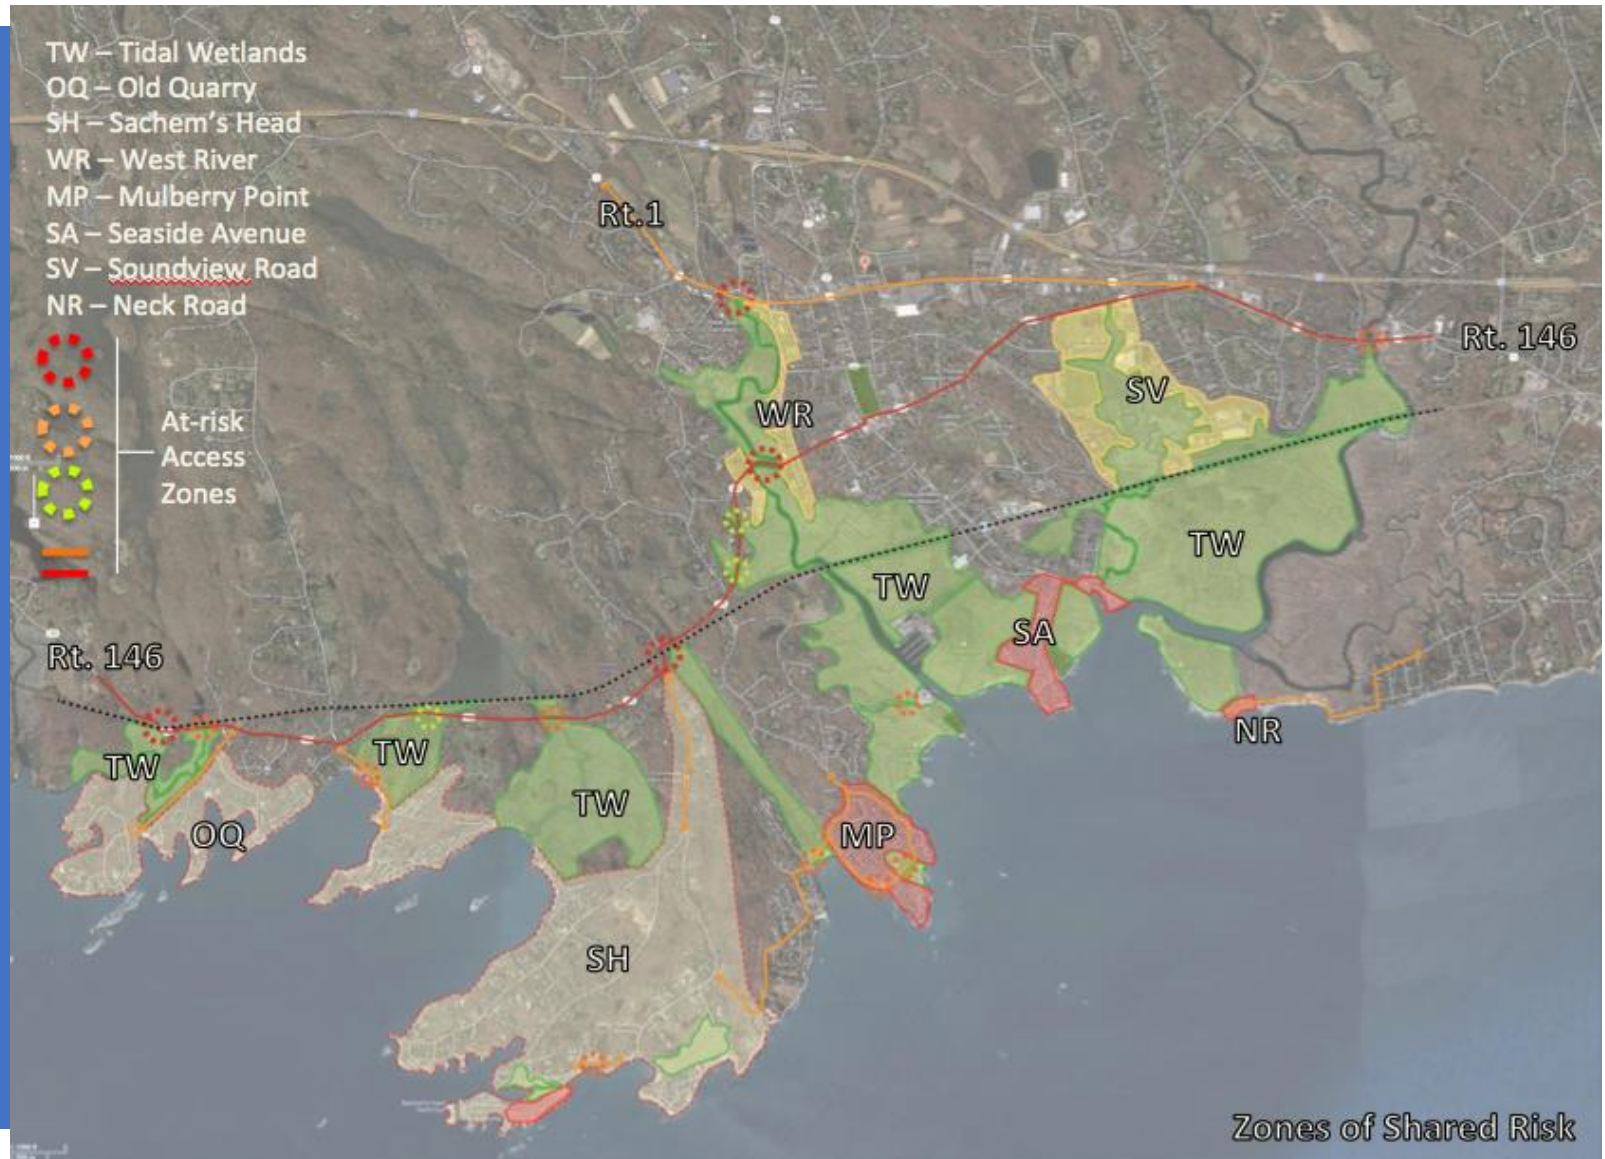 TW – Tidal Wetlands
OQ – Old Quarry
SH – Sachem's Head
WR – West River
MP – Mulberry Point
SA – Seaside Avenue
SV – Soundview Road
NR – Neck Road
At-risk
Access
Zones
Rt.1
Rt. 146
WR
SV
TW
TW
SA
Rt. 146
NR
TW
TW
TW
OQ
MP
SH
Zones of Shared Risk